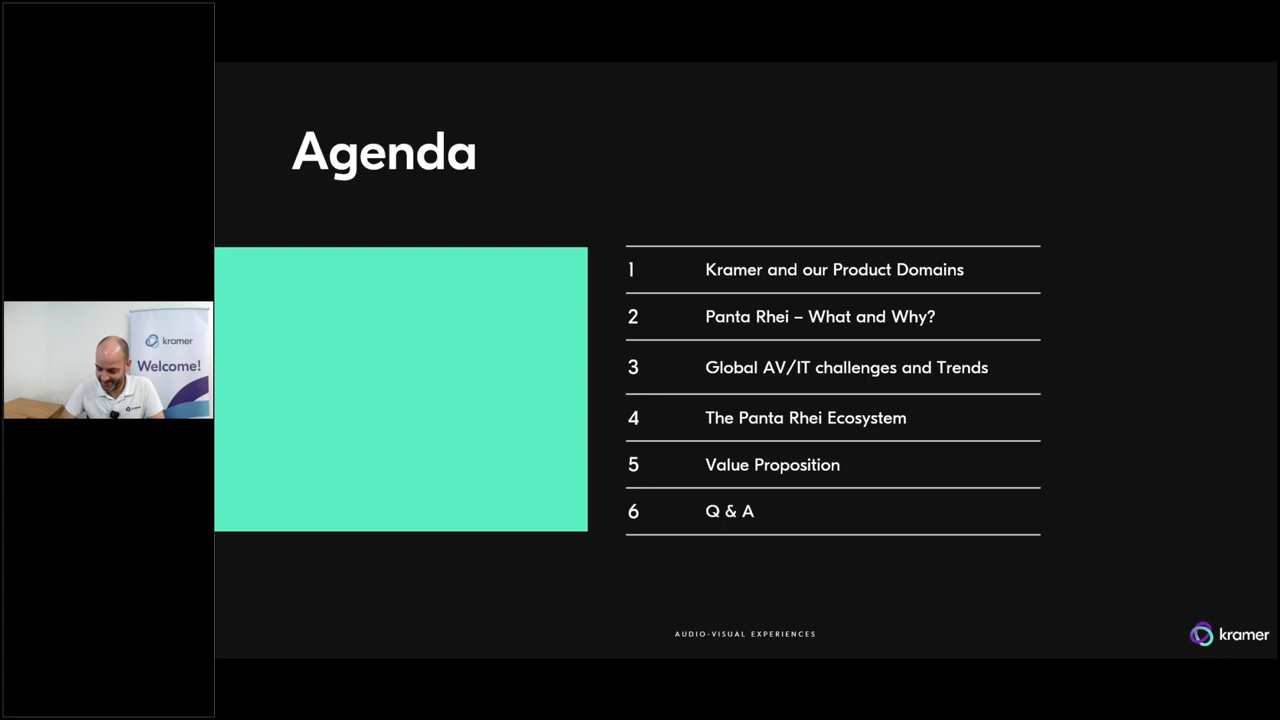 Agenda
1 Kramer and our Product Domains
2 Panta Rhei – What and Why?
3 Global AV/IT challenges and Trends
4 The Panta Rhei Ecosystem
5 Value Proposition
6 Q & A
kramer
Welcome!
AUDIO-VISUAL EXPERIENCES
kramer